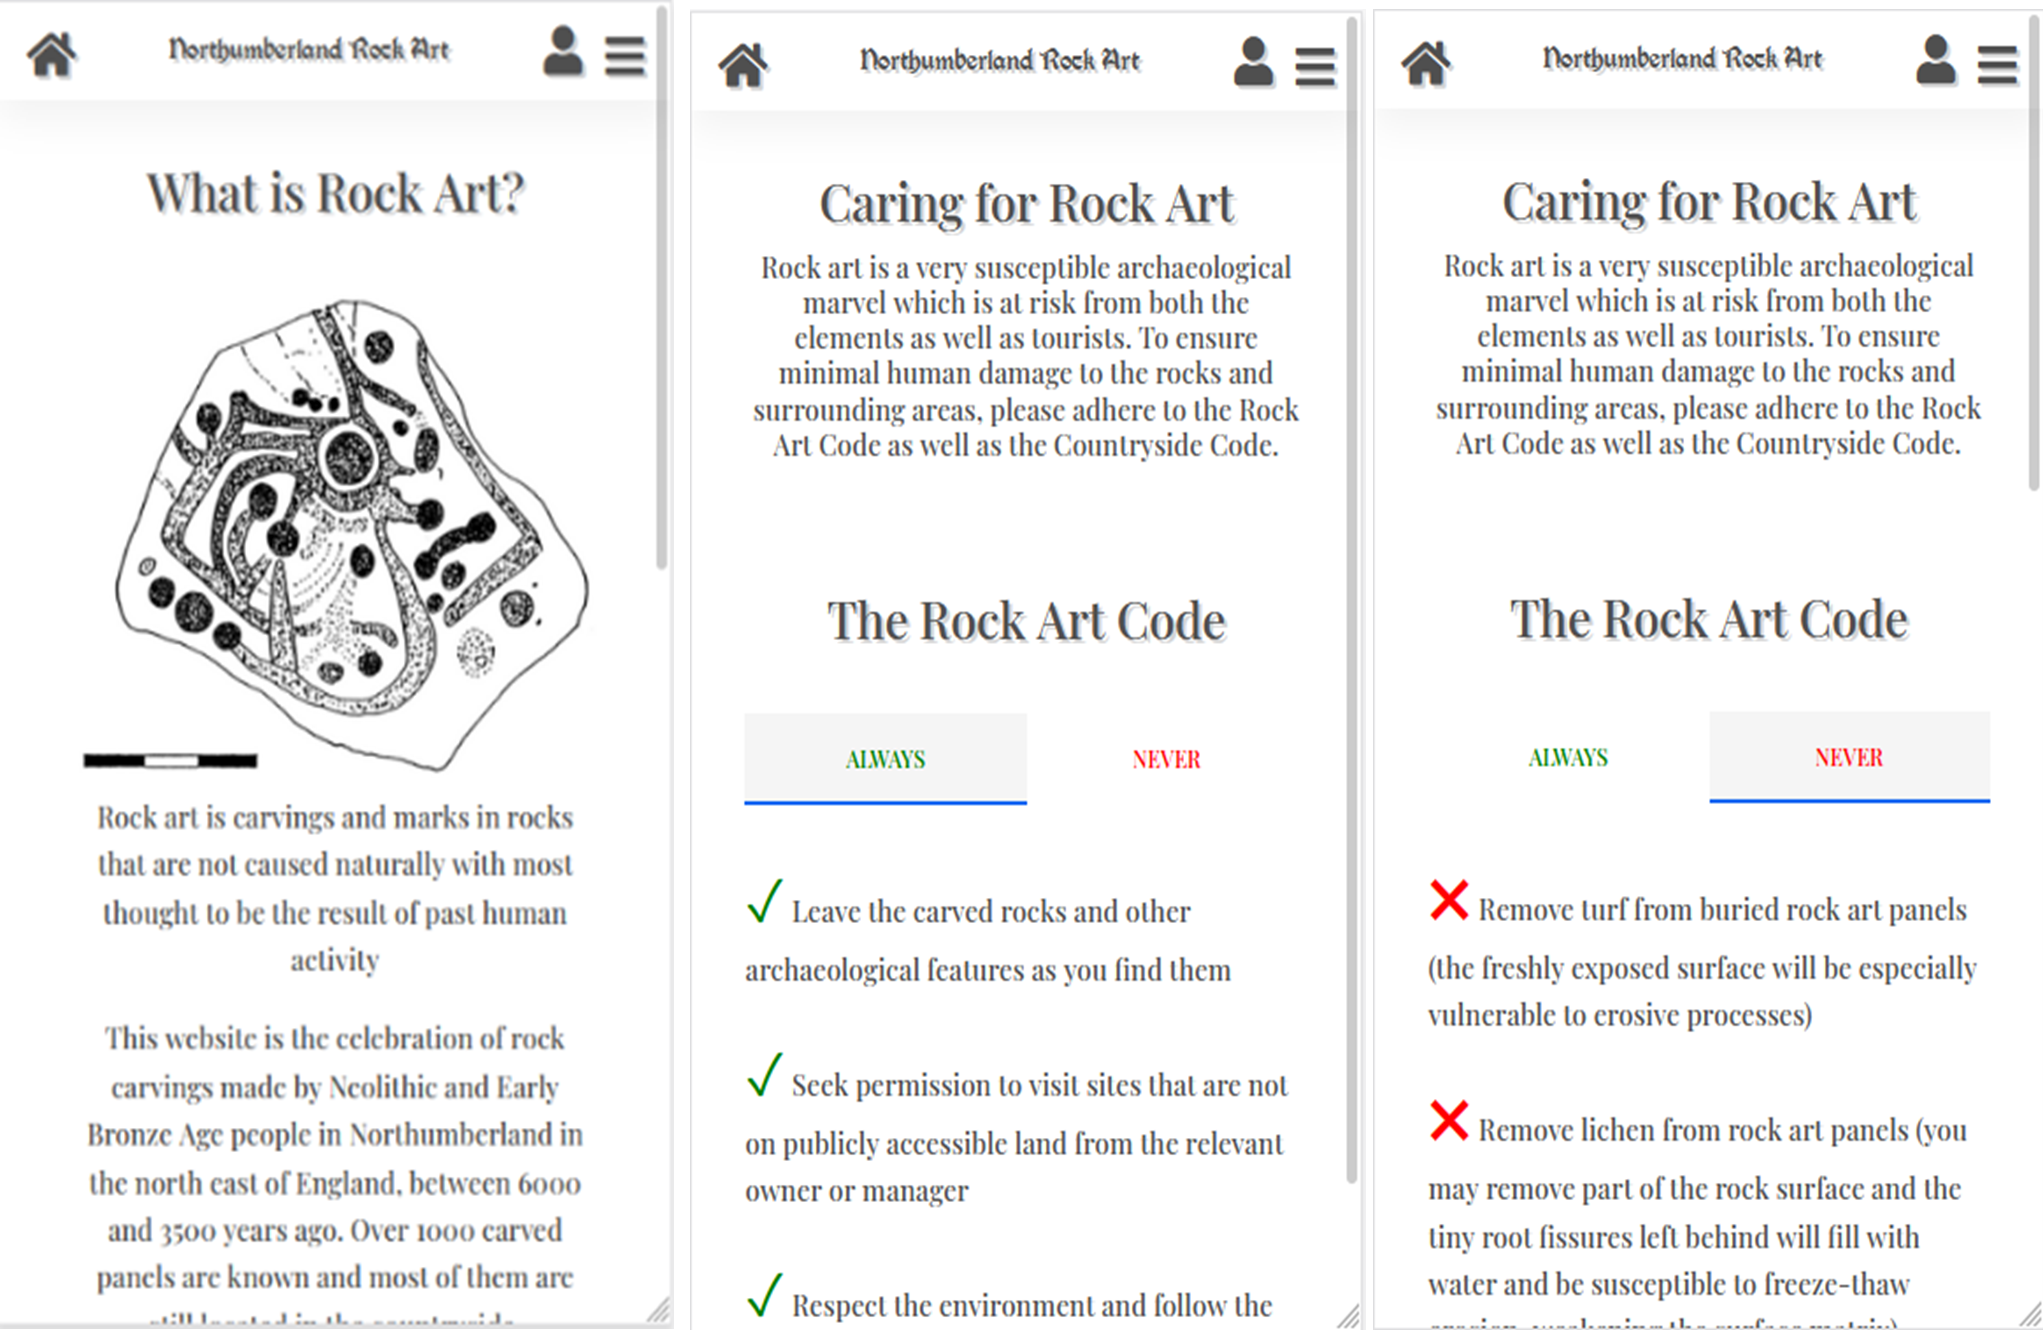 Northumberland Rock Art
What is Rock Art?
Rock art is carvings and marks in rocks
that are not caused naturally with most
thought to be the result of past human
activity
This website is the celebration of rock
carvings made by Neolithic and Early
Bronze Age people in Northumberland in
the north east of England, between 6000
and 3500 years ago. Over 1000 carved
panels are known and most of them are
still located in the countryside.
Northumberland Rock Art
Caring for Rock Art
Rock art is a very susceptible archaeological
marvel which is at risk from both the
elements as well as tourists. To ensure
minimal human damage to the rocks and
surrounding areas, please adhere to the Rock
Art Code as well as the Countryside Code.
The Rock Art Code
ALWAYS NEVER
✓ Leave the carved rocks and other
archaeological features as you find them
✓ Seek permission to visit sites that are not
on publicly accessible land from the relevant
owner or manager
✓ Respect the environment and follow the
Northumberland Rock Art
Caring for Rock Art
Rock art is a very susceptible archaeological
marvel which is at risk from both the
elements as well as tourists. To ensure
minimal human damage to the rocks and
surrounding areas, please adhere to the Rock
Art Code as well as the Countryside Code.
The Rock Art Code
ALWAYS NEVER
✕ Remove turf from buried rock art panels
(the freshly exposed surface will be especially
vulnerable to erosive processes)
✕ Remove lichen from rock art panels (you
may remove part of the rock surface and the
tiny root fissures left behind will fill with
water and be susceptible to freeze-thaw
erosion, weakening the surface matrix)